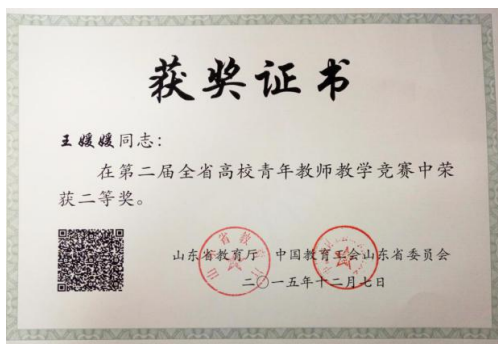 获奖证书
王媛媛同志：
在第二届全省高校青年教师教学竞赛中荣
获二等奖。
山东省教育厅 中国教育工会山东省委员会
二〇一五年十二月七日